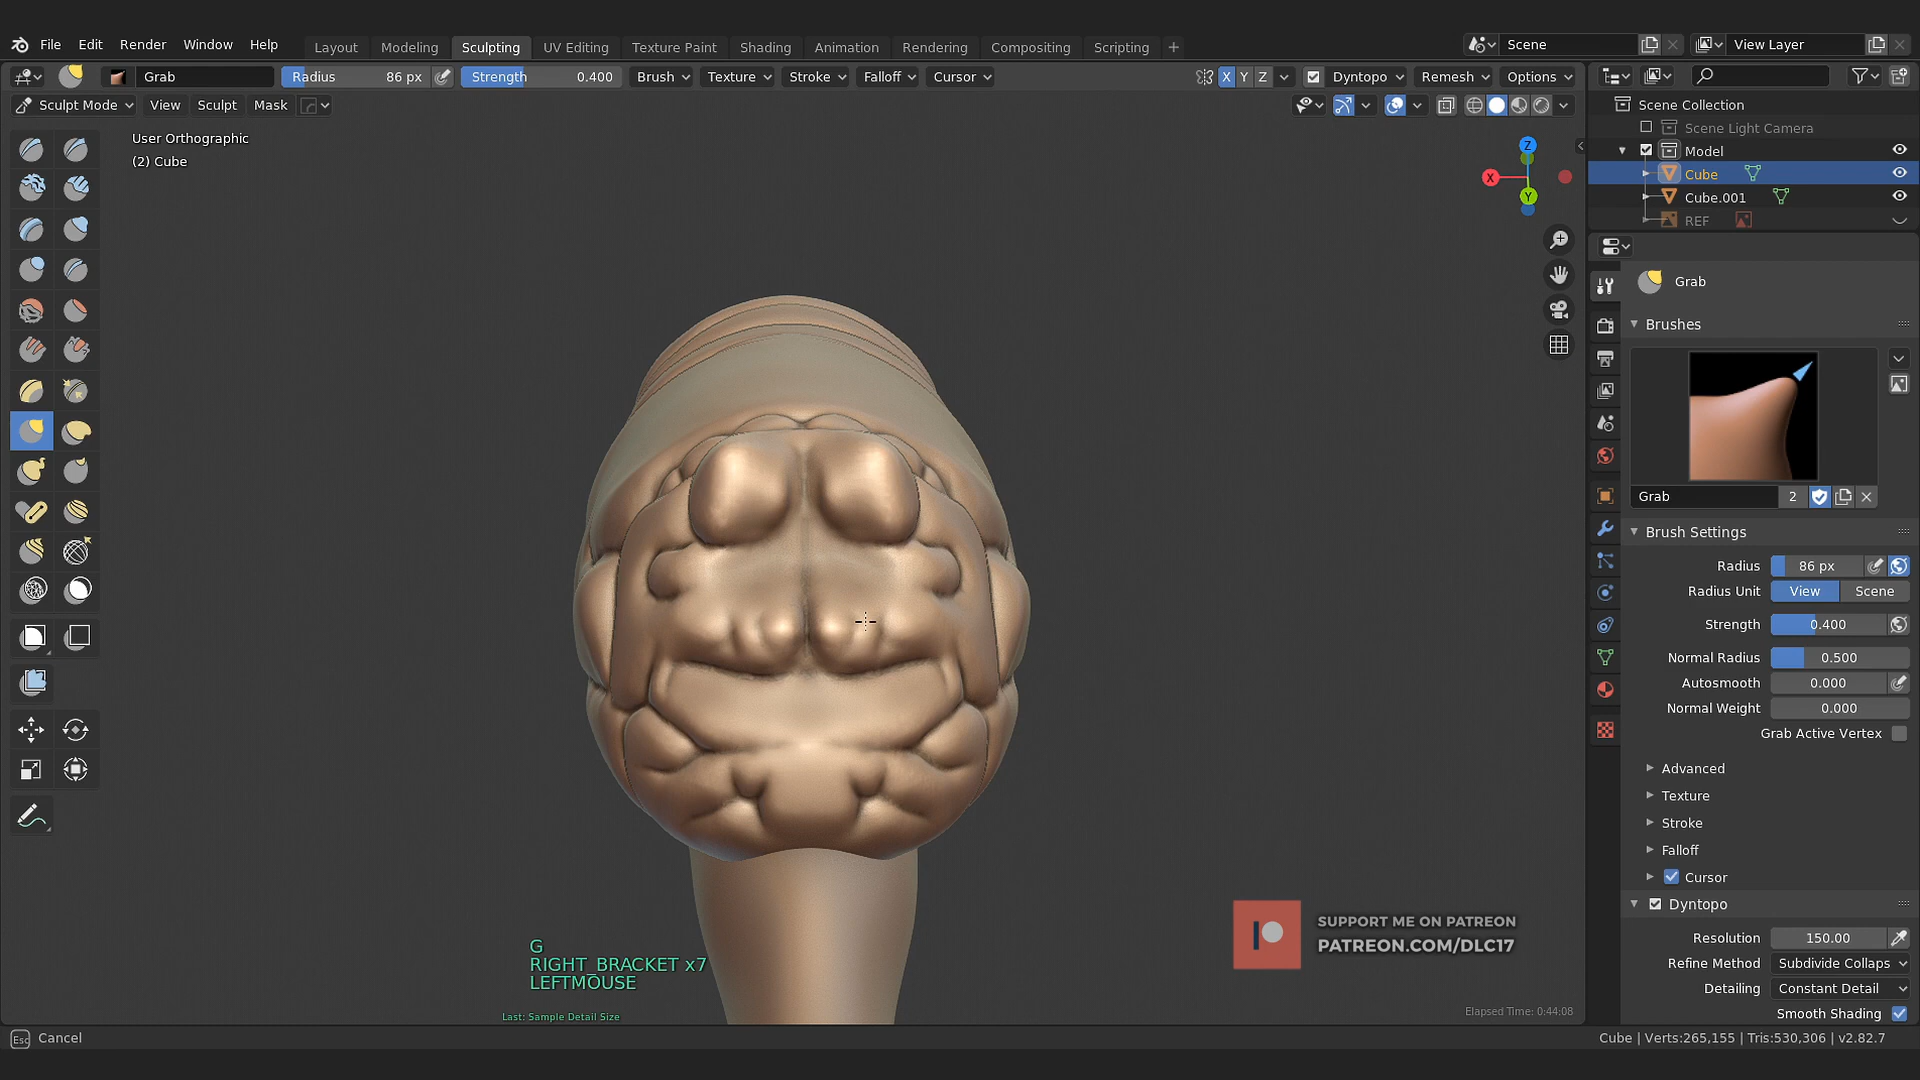 File Edit Render Window Help
Layout Modeling Sculpting UV Editing Texture Paint Shading Animation Rendering Compositing Scripting +
Scene
View Layer
Grab Radius 86 px Strength 0.400 Brush Texture Stroke Falloff Cursor
X Y Z Dyntopo Remesh Options
Sculpt Mode View Sculpt Mask
User Orthographic
(2) Cube
Z
X
Y
Scene Collection
Scene Light Camera
Model
Cube
Cube.001
REF
Grab
Brushes
Grab 2
Brush Settings
Radius 86 px
Radius Unit View Scene
Strength 0.400
Normal Radius 0.500
Autosmooth 0.000
Normal Weight 0.000
Grab Active Vertex
Advanced
Texture
Stroke
Falloff
Cursor
Dyntopo
Resolution 150.00
Refine Method Subdivide Collaps
Detailing Constant Detail
Smooth Shading
SUPPORT ME ON PATREON
PATREON.COM/DLC17
G
RIGHT_BRACKET x7
LEFTMOUSE
Last: Sample Detail Size
Elapsed Time: 0:44:08
Esc Cancel
Cube | Verts:265,155 | Tris:530,306 | v2.82.7